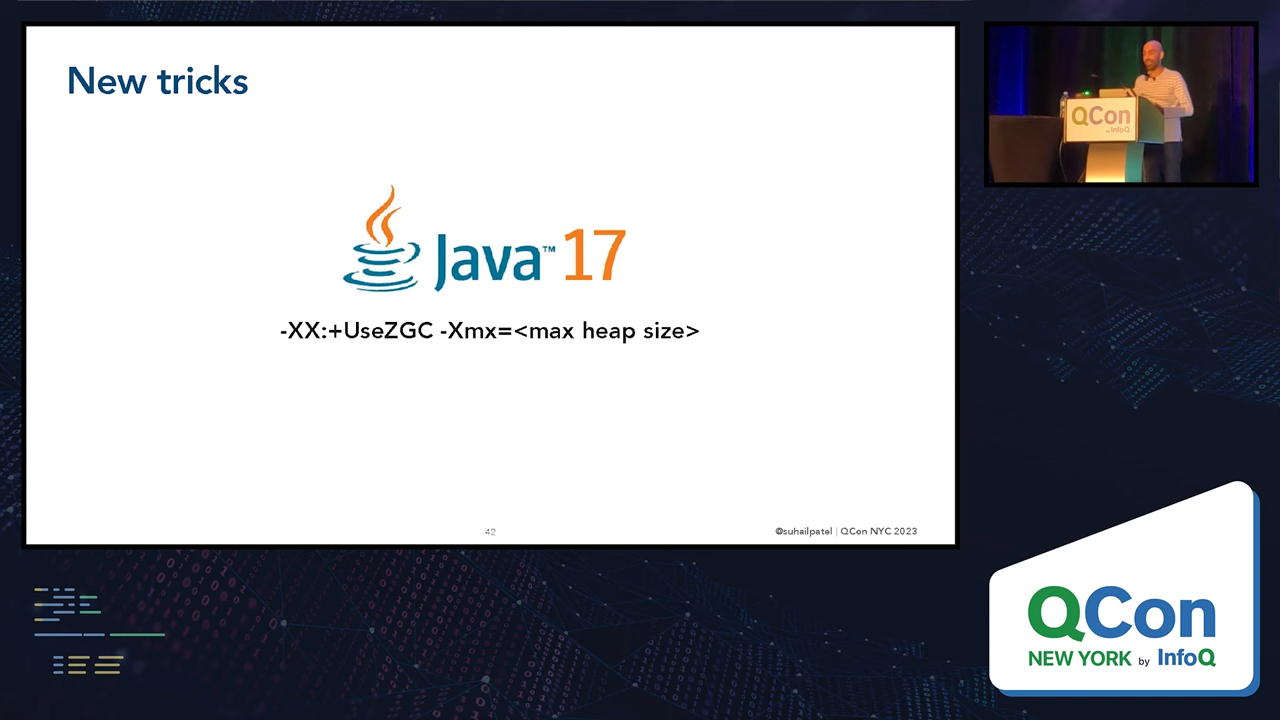 New tricks
Java™ 17
-XX:+UseZGC -Xmx=<max heap size>
42
@suhailpatel | QCon NYC 2023
QCon
by InfoQ
QCon
NEW YORK by InfoQ